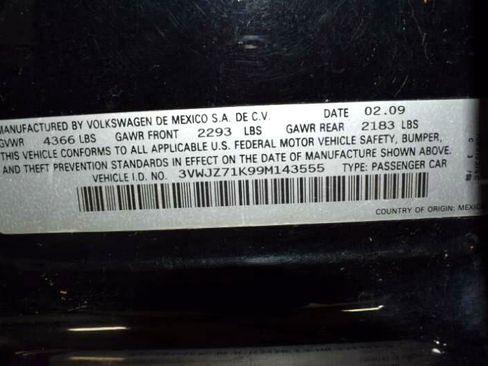 MANUFACTURED BY VOLKSWAGEN DE MEXICO S.A. DE C.V. DATE 02.09
GVWR 4366 LBS GAWR FRONT 2293 LBS GAWR REAR 2183 LBS
THIS VEHICLE CONFORMS TO ALL APPLICABLE U.S. FEDERAL MOTOR VEHICLE SAFETY, BUMPER,
AND THEFT PREVENTION STANDARDS IN EFFECT ON THE DATE OF MANUFACTURE SHOWN ABOVE.
VEHICLE I.D. NO. 3VWJZ71K99M143555 TYPE: PASSENGER CAR
COUNTRY OF ORIGIN: MEXICO